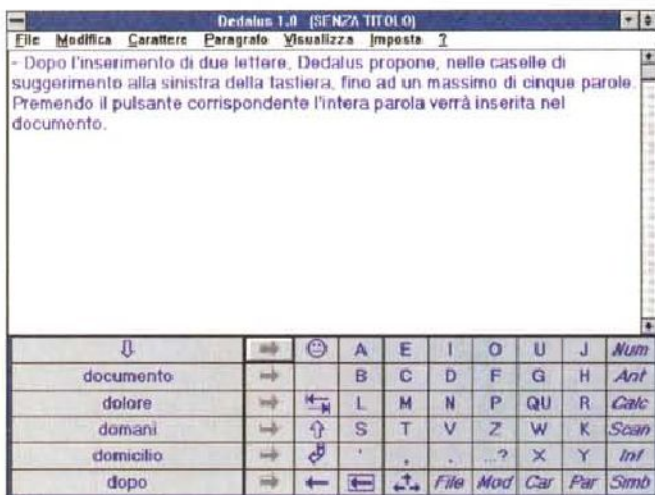 Dedalus 1.0 (SENZA TITOLO)
File Modifica Carattere Paragrafo Visualizza Imposta ?
- Dopo l'inserimento di due lettere, Dedalus propone, nelle caselle di
suggerimento alla sinistra della tastiera, fino ad un massimo di cinque parole.
Premendo il pulsante corrispondente l'intera parola verrà inserita nel
documento.
A E I O U J Num
documento B C D F G H Ant
dolore L M N P QU R Calc
domani S T V Z W K Scan
domicilio ' , . ...? X Y Inf
dopo File Mod Car Par Simb